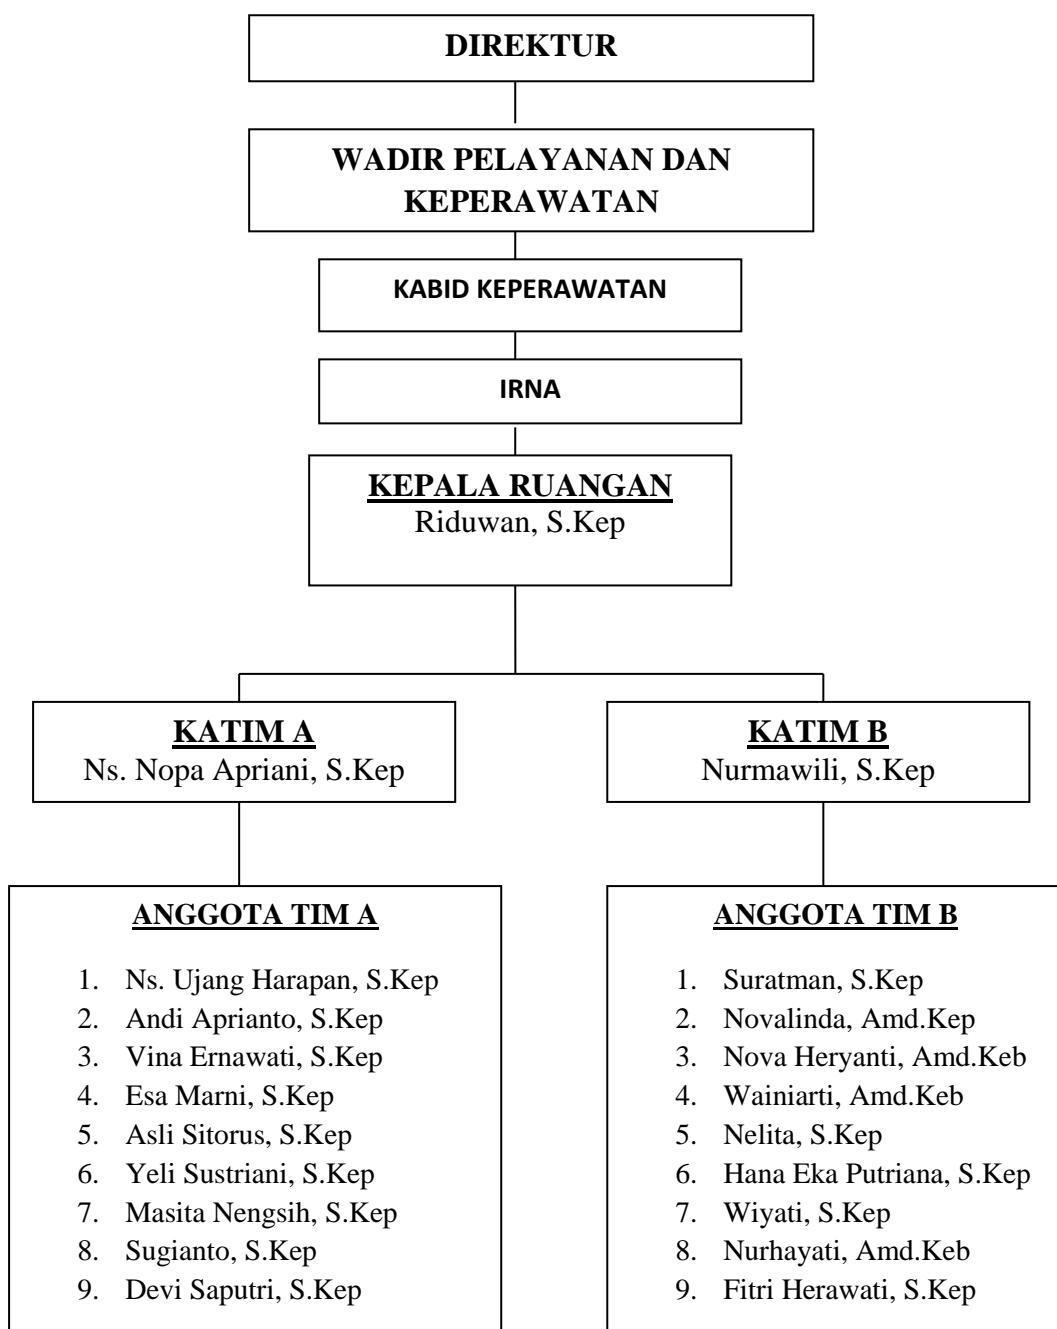 DIREKTUR
WADIR PELAYANAN DAN
KEPERAWATAN
KABID KEPERAWATAN
IRNA
KEPALA RUANGAN
Riduwan, S.Kep
KATIM A
Ns. Nopa Apriani, S.Kep
KATIM B
Nurmawili, S.Kep
ANGGOTA TIM A
1. Ns. Ujang Harapan, S.Kep
2. Andi Aprianto, S.Kep
3. Vina Ernawati, S.Kep
4. Esa Marni, S.Kep
5. Asli Sitorus, S.Kep
6. Yeli Sustriani, S.Kep
7. Masita Nengsih, S.Kep
8. Sugianto, S.Kep
9. Devi Saputri, S.Kep
ANGGOTA TIM B
1. Suratman, S.Kep
2. Novalinda, Amd.Kep
3. Nova Heryanti, Amd.Keb
4. Wainiarti, Amd.Keb
5. Nelita, S.Kep
6. Hana Eka Putriana, S.Kep
7. Wiyati, S.Kep
8. Nurhayati, Amd.Keb
9. Fitri Herawati, S.Kep